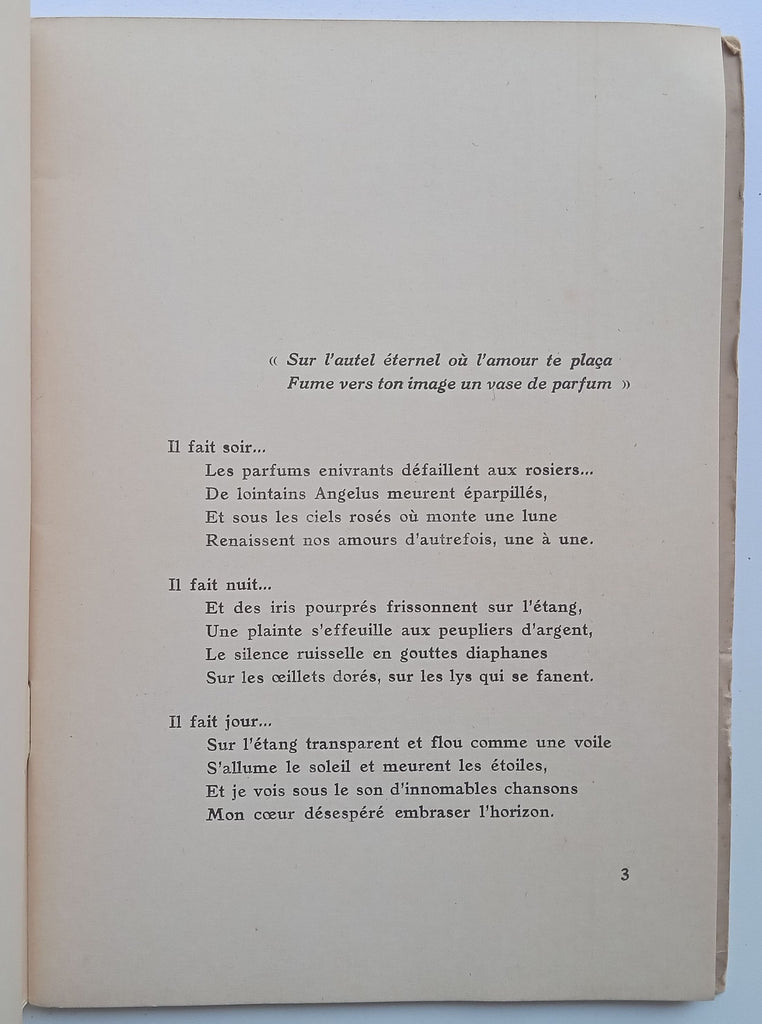 « Sur l'autel éternel où l'amour te plaça
Fume vers ton image un vase de parfum »
Il fait soir...
Les parfums enivrants défaillent aux rosiers...
De lointains Angelus meurent éparpillés,
Et sous les ciels rosés où monte une lune
Renaissent nos amours d'autrefois, une à une.
Il fait nuit...
Et des iris pourprés frissonnent sur l'étang,
Une plainte s'effeuille aux peupliers d'argent,
Le silence ruisselle en gouttes diaphanes
Sur les œillets dorés, sur les lys qui se fanent.
Il fait jour...
Sur l'étang transparent et flou comme une voile
S'allume le soleil et meurent les étoiles,
Et je vois sous le son d'innomables chansons
Mon cœur désespéré embraser l'horizon.
3